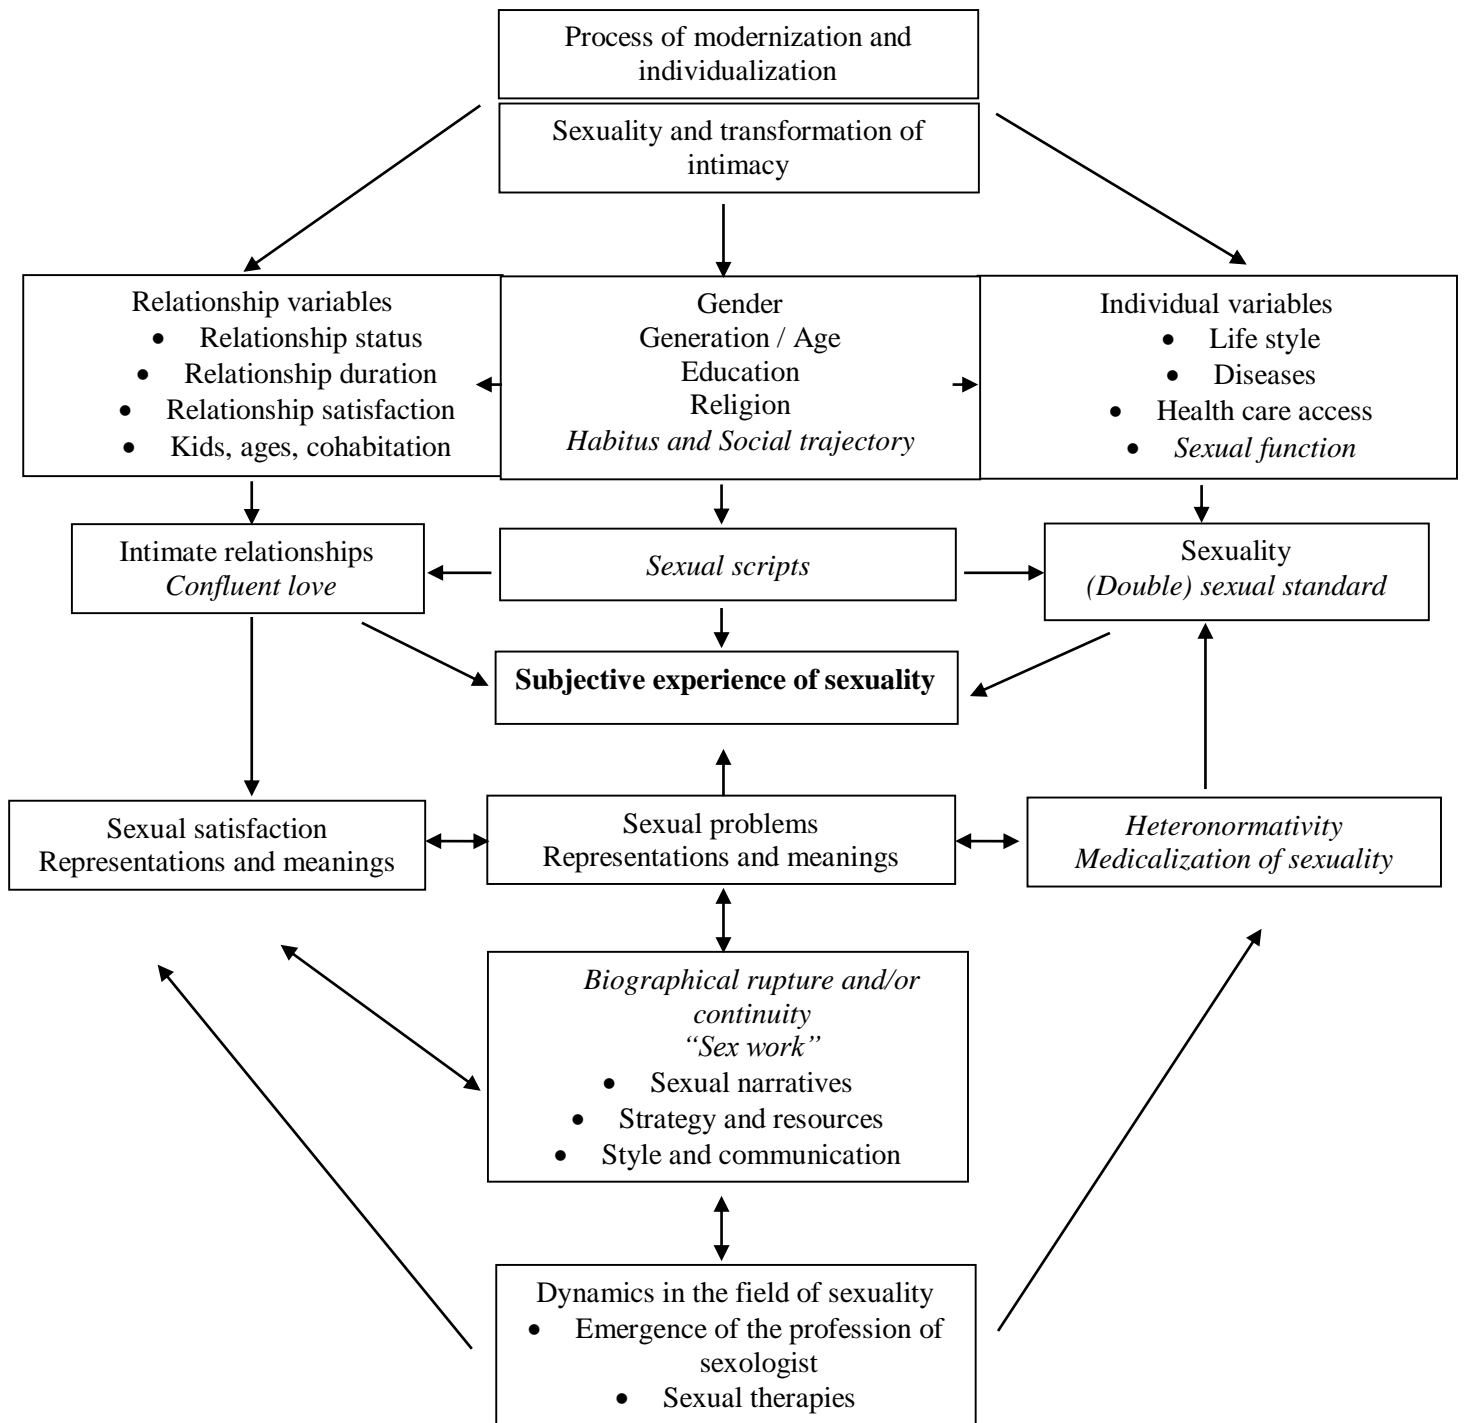 Process of modernization and
individualization
Sexuality and transformation of
intimacy
Relationship variables
• Relationship status
• Relationship duration
• Relationship satisfaction
• Kids, ages, cohabitation
Gender
Generation / Age
Education
Religion
Habitus and Social trajectory
Individual variables
• Life style
• Diseases
• Health care access
• Sexual function
Intimate relationships
Confluent love
Sexual scripts
Sexuality
(Double) sexual standard
Subjective experience of sexuality
Sexual satisfaction
Representations and meanings
Sexual problems
Representations and meanings
Heteronormativity
Medicalization of sexuality
Biographical rupture and/or
continuity
“Sex work”
• Sexual narratives
• Strategy and resources
• Style and communication
Dynamics in the field of sexuality
• Emergence of the profession of
sexologist
• Sexual therapies